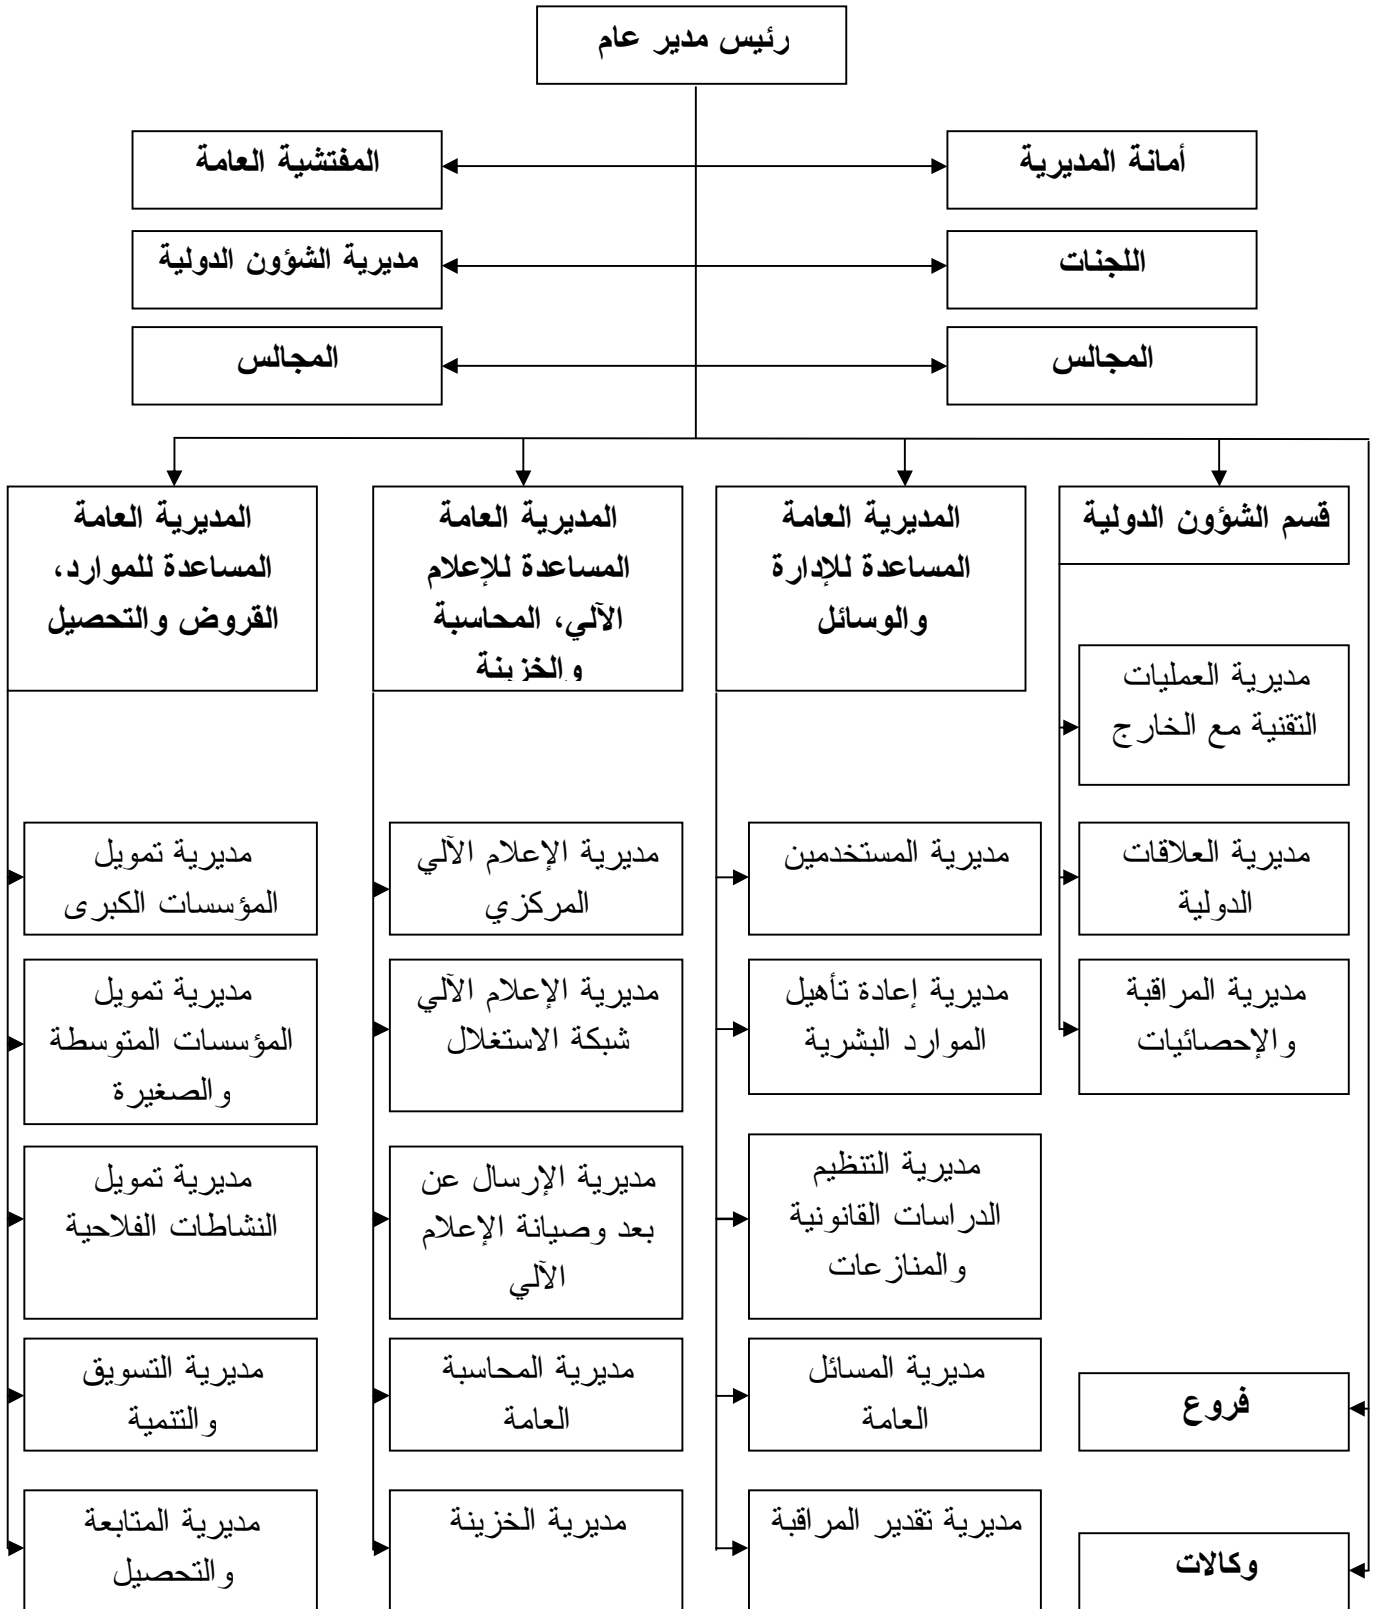 رئيس مدير عام
أمانة المديرية
المفتشية العامة
اللجنات
مديرية الشؤون الدولية
المجالس
المجالس
قسم الشؤون الدولية
مديرية العمليات
التقنية مع الخارج
مديرية العلاقات
الدولية
مديرية المراقبة
والإحصائيات
فروع
وكالات
المديرية العامة
المساعدة للإدارة
والوسائل
مديرية المستخدمين
مديرية إعادة تأهيل
الموارد البشرية
مديرية التنظيم
الدراسات القانونية
والمنازعات
مديرية المسائل
العامة
مديرية تقدير المراقبة
المديرية العامة
المساعدة للإعلام
الآلي، المحاسبة
والخزينة
مديرية الإعلام الآلي
المركزي
مديرية الإعلام الآلي
شبكة الاستغلال
مديرية الإرسال عن
بعد وصيانة الإعلام
الآلي
مديرية المحاسبة
العامة
مديرية الخزينة
المديرية العامة
المساعدة للموارد،
القروض والتحصيل
مديرية تمويل
المؤسسات الكبرى
مديرية تمويل
المؤسسات المتوسطة
والصغيرة
مديرية تمويل
النشاطات الفلاحية
مديرية التسويق
والتنمية
مديرية المتابعة
والتحصيل